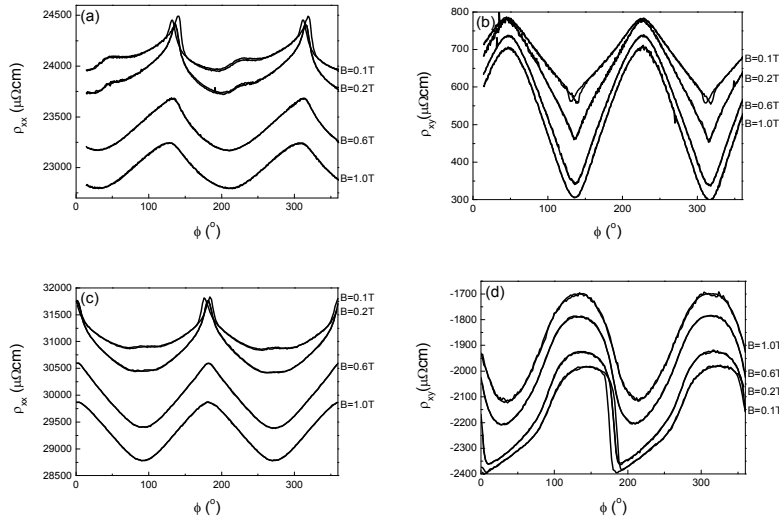 (a)
24500
24000
23500
23000
ρxx (μΩcm)
0 100 200 300
ϕ (°)
B=0.1T
B=0.2T
B=0.6T
B=1.0T
(b)
800
700
600
500
400
300
ρxy (μΩcm)
0 100 200 300
ϕ (°)
B=0.1T
B=0.2T
B=0.6T
B=1.0T
(c)
32000
31500
31000
30500
30000
29500
29000
28500
ρxx (μΩcm)
0 100 200 300
ϕ (°)
B=0.1T
B=0.2T
B=0.6T
B=1.0T
(d)
-1700
-1800
-1900
-2000
-2100
-2200
-2300
-2400
ρxy (μΩcm)
0 100 200 300
ϕ (°)
B=1.0T
B=0.6T
B=0.2T
B=0.1T